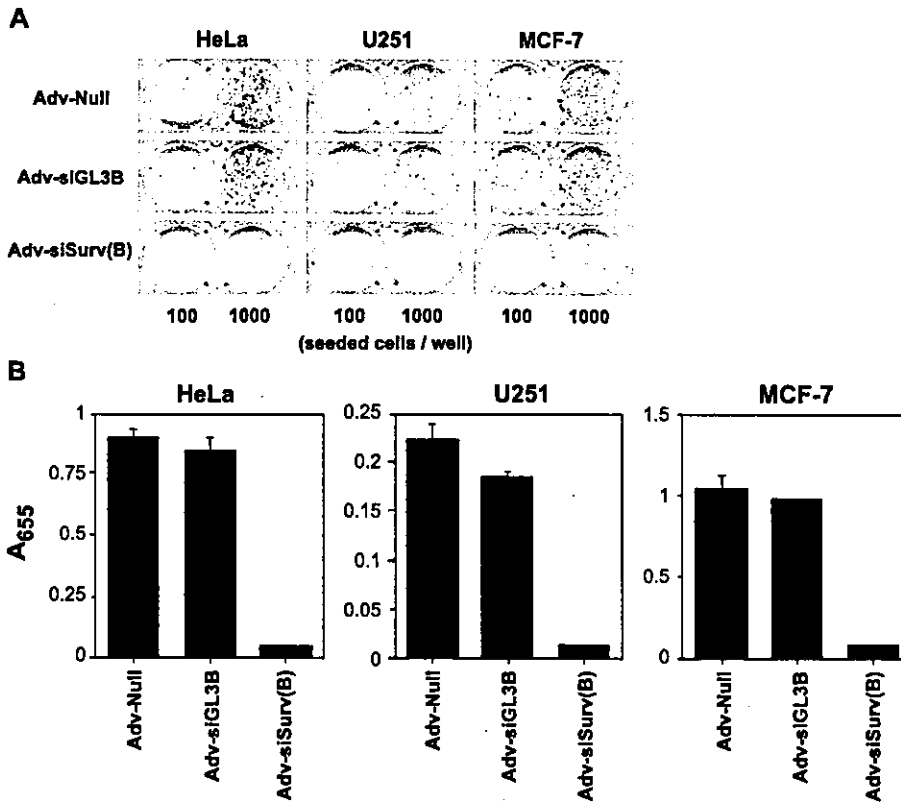 A
HeLa U251 MCF-7
Adv-Null
Adv-siGL3B
Adv-siSurv(B)
100 1000 100 1000 100 1000
(seeded cells / well)
B
HeLa U251 MCF-7
A655
1
0.75
0.5
0.25
0
0.25
0.2
0.15
0.1
0.05
0
1.5
1
0.5
0
Adv-Null
Adv-siGL3B
Adv-siSurv(B)
Adv-Null
Adv-siGL3B
Adv-siSurv(B)
Adv-Null
Adv-siGL3B
Adv-siSurv(B)